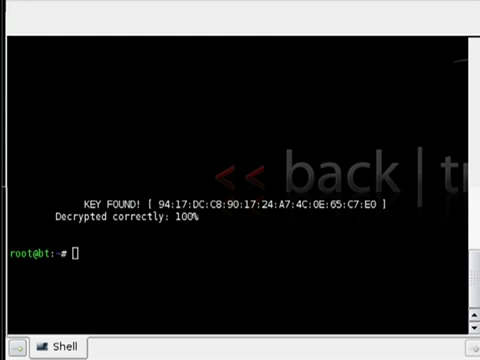 << back | tr
KEY FOUND! [ 94:17:DC:C8:90:17:24:A7:4C:0E:65:C7:E0 ]
Decrypted correctly: 100%
root@bt:~#
Shell